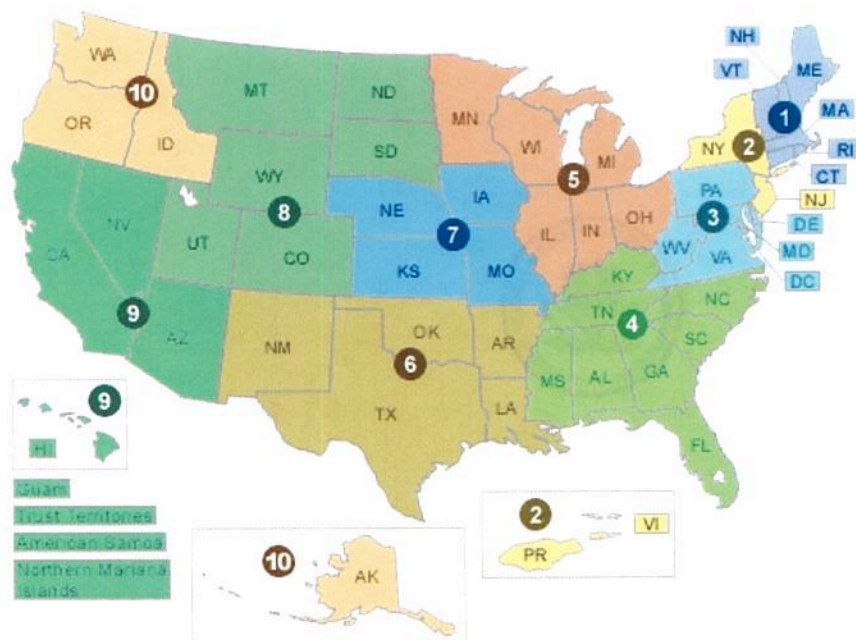 NH
WA
VT
ME
MT
ND
10
MN
1
MA
OR
ID
WI
NY
2
RI
SD
MI
CT
WY
5
PA
NJ
IA
NE
8
3
DE
NV
OH
7
IL
IN
WV
MD
UT
CA
CO
VA
KS
MO
DC
KY
9
NC
TN
4
OK
AZ
NM
AR
SC
6
MS
AL
GA
9
TX
LA
HI
FL
Guam
2
Trust Territories
VI
American Samoa
10
PR
AK
Northern Mariana
Islands